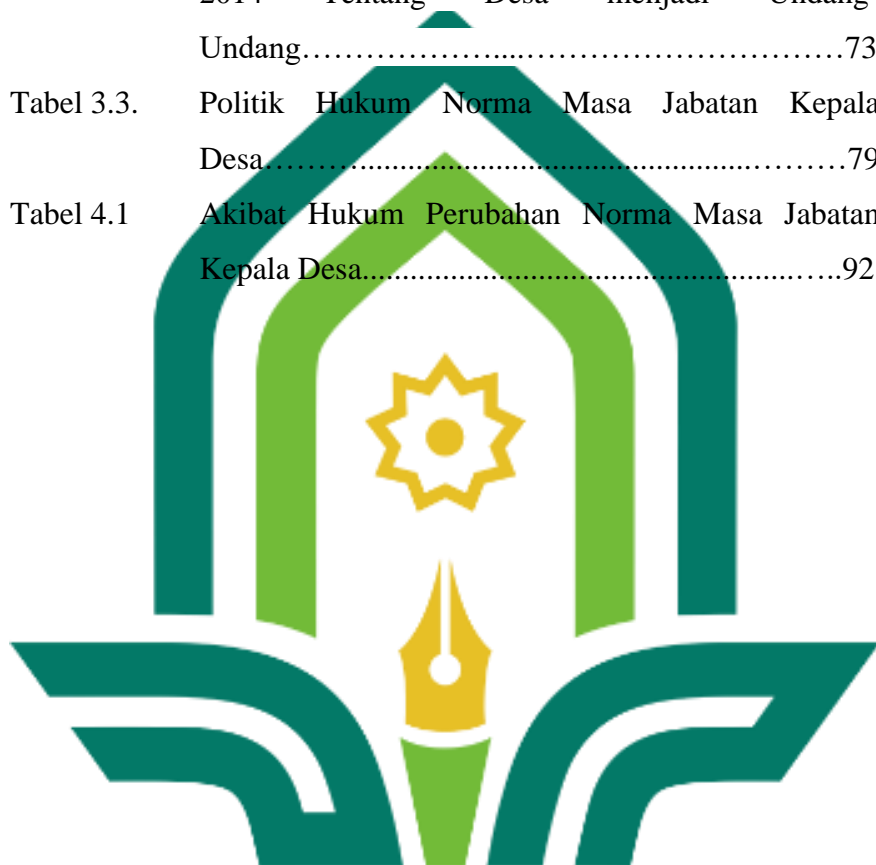 2014 Tentang Desa menjadi Undang-
Undang………………....…………………………73
Tabel 3.3. Politik Hukum Norma Masa Jabatan Kepala
Desa………..............................................………79
Tabel 4.1 Akibat Hukum Perubahan Norma Masa Jabatan
Kepala Desa.............................................…..92